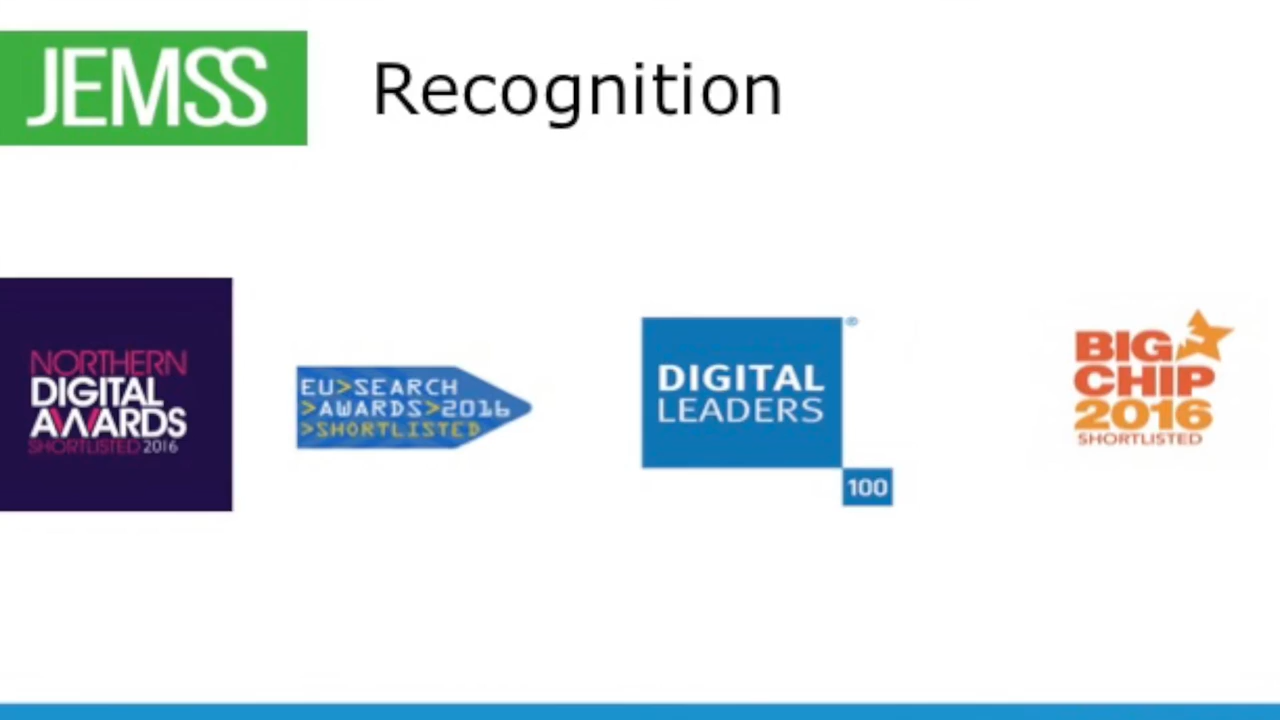 JEMSS
Recognition
NORTHERN
DIGITAL
AWARDS
SHORTLISTED 2016
EU>SEARCH
>AWARDS>2016
>SHORTLISTED
DIGITAL
LEADERS
®
100
BIG
CHIP
2016
SHORTLISTED